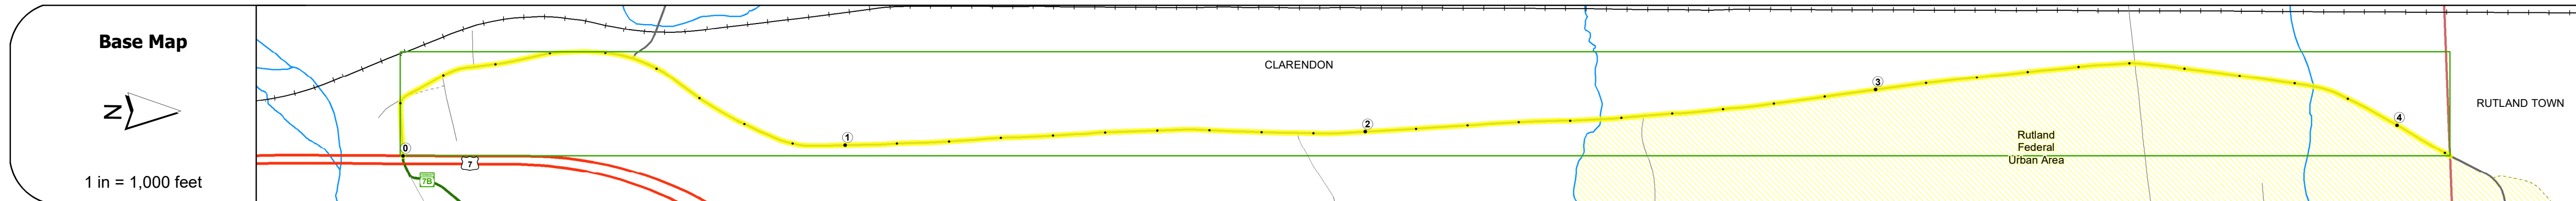 Base Map
N
1 in = 1,000 feet
0
7
7B
1
CLARENDON
2
3
Rutland
Federal
Urban Area
4
RUTLAND TOWN